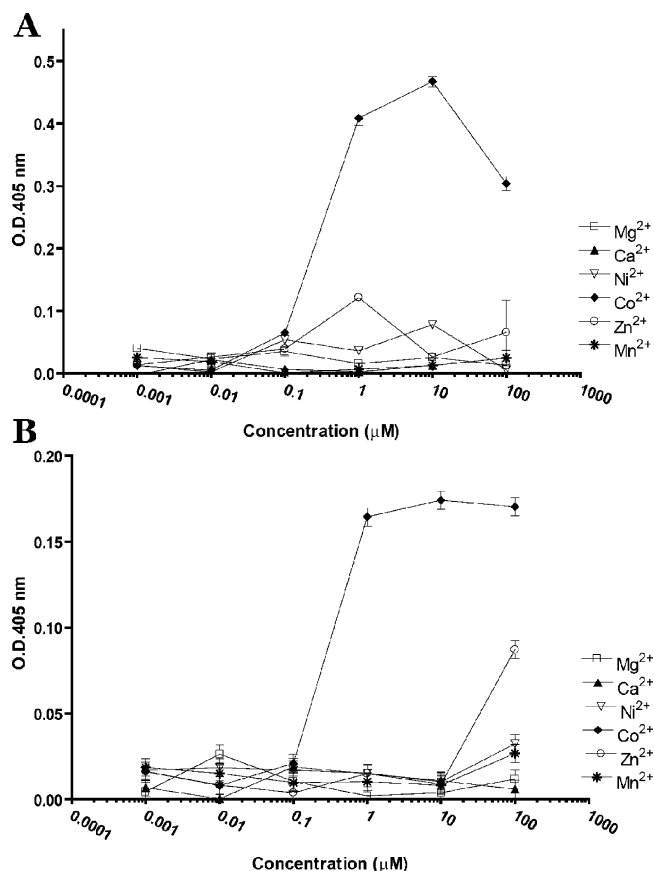 A
O.D.405 nm
0.5
0.4
0.3
0.2
0.1
0.0
0.0001 0.001 0.01 0.1 1 10 100 1000
Concentration (μM)
Mg²⁺
Ca²⁺
Ni²⁺
Co²⁺
Zn²⁺
Mn²⁺
B
O.D.405 nm
0.20
0.15
0.10
0.05
0.00
0.0001 0.001 0.01 0.1 1 10 100 1000
Concentration (μM)
Mg²⁺
Ca²⁺
Ni²⁺
Co²⁺
Zn²⁺
Mn²⁺